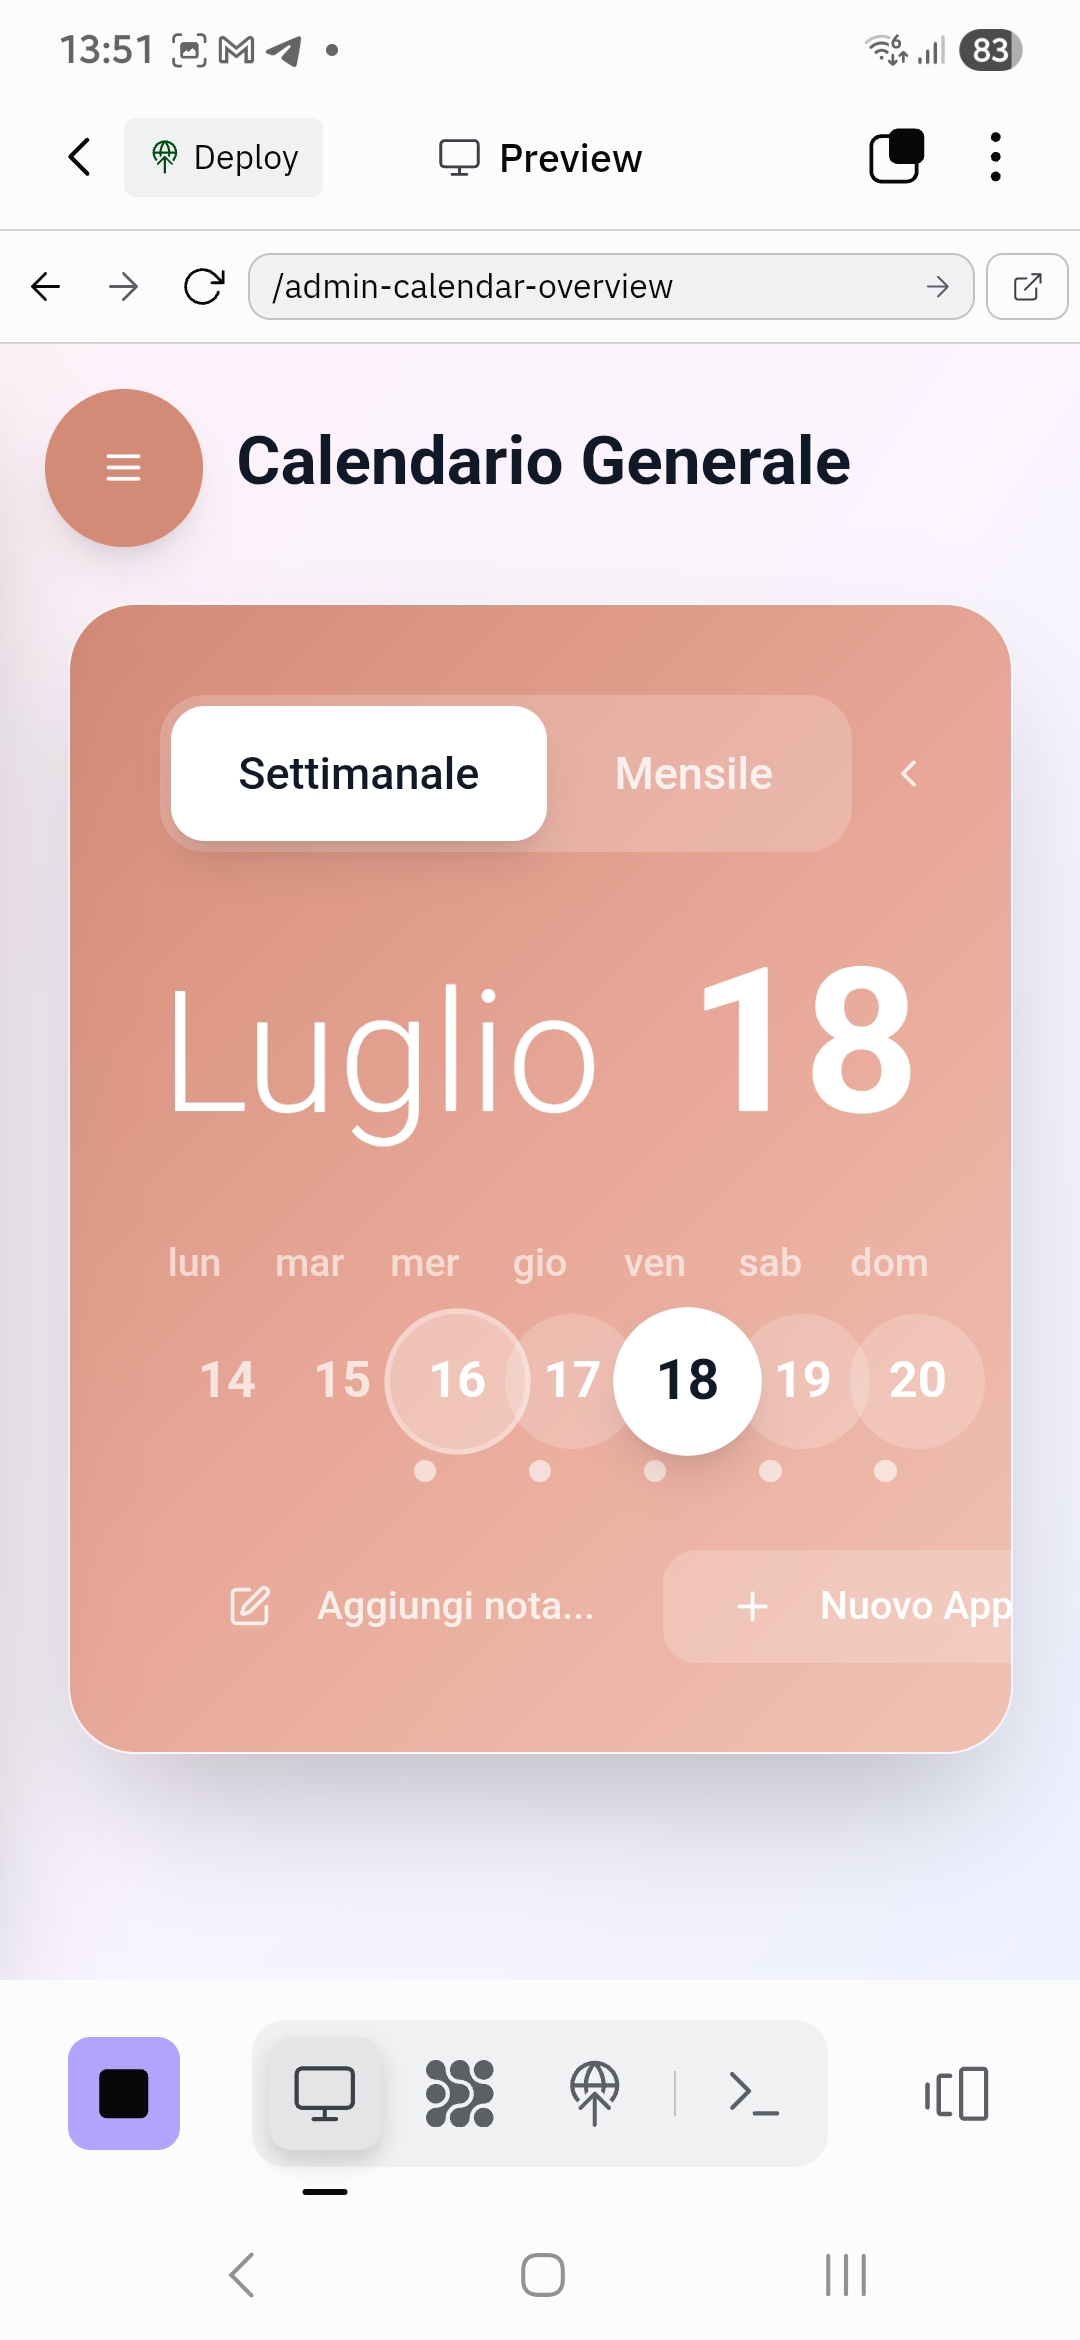 13:51
83
Deploy
Preview
/admin-calendar-overview
Calendario Generale
Settimanale Mensile
Luglio 18
lun mar mer gio ven sab dom
14 15 16 17 18 19 20
Aggiungi nota...
Nuovo App